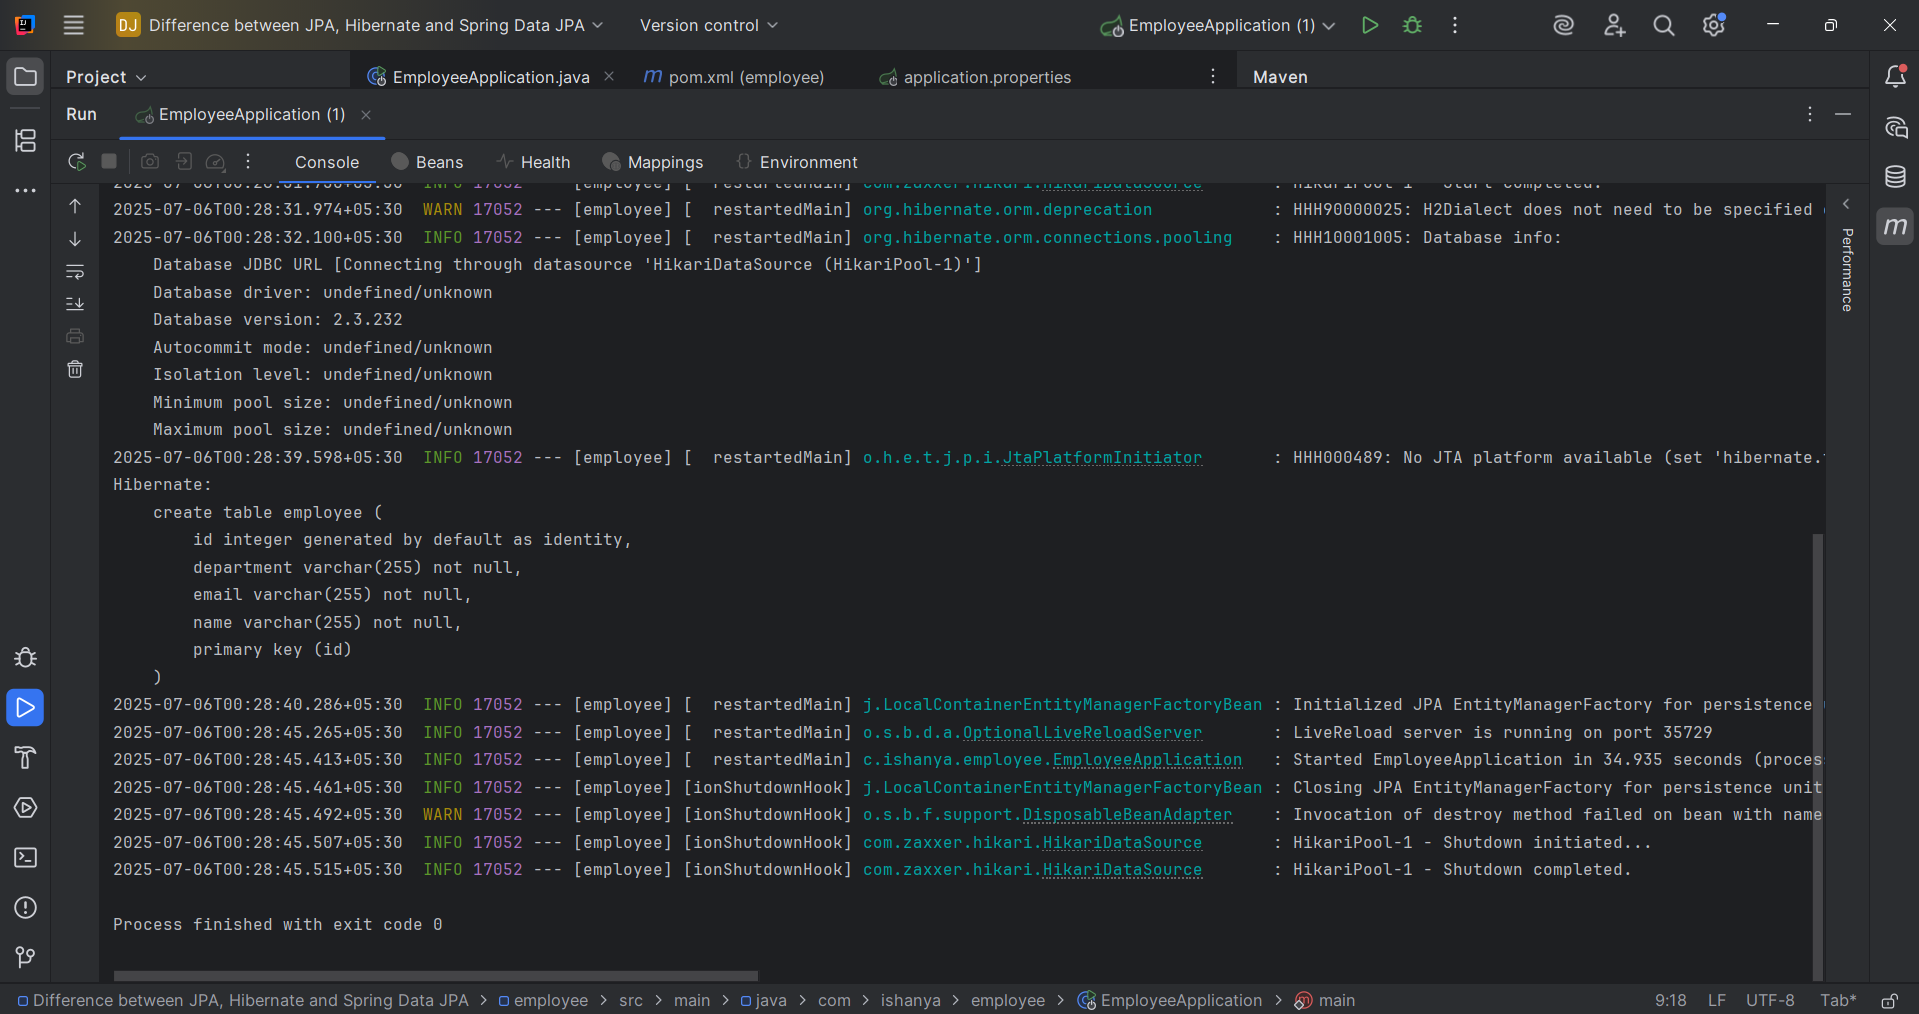 DJ Difference between JPA, Hibernate and Spring Data JPA Version control EmployeeApplication (1)
Project EmployeeApplication.java pom.xml (employee) application.properties Maven
Run EmployeeApplication (1)
Console Beans Health Mappings Environment
2025-07-06T00:28:31.974+05:30 WARN 17052 --- [employee] [ restartedMain] org.hibernate.orm.deprecation : HHH90000025: H2Dialect does not need to be specified
2025-07-06T00:28:32.100+05:30 INFO 17052 --- [employee] [ restartedMain] org.hibernate.orm.connections.pooling : HHH10001005: Database info:
Database JDBC URL [Connecting through datasource 'HikariDataSource (HikariPool-1)']
Database driver: undefined/unknown
Database version: 2.3.232
Autocommit mode: undefined/unknown
Isolation level: undefined/unknown
Minimum pool size: undefined/unknown
Maximum pool size: undefined/unknown
2025-07-06T00:28:39.598+05:30 INFO 17052 --- [employee] [ restartedMain] o.h.e.t.j.p.i.JtaPlatformInitiator : HHH000489: No JTA platform available (set 'hibernate.
Hibernate:
create table employee (
id integer generated by default as identity,
department varchar(255) not null,
email varchar(255) not null,
name varchar(255) not null,
primary key (id)
)
2025-07-06T00:28:40.286+05:30 INFO 17052 --- [employee] [ restartedMain] j.LocalContainerEntityManagerFactoryBean : Initialized JPA EntityManagerFactory for persistence
2025-07-06T00:28:45.265+05:30 INFO 17052 --- [employee] [ restartedMain] o.s.b.d.a.OptionalLiveReloadServer : LiveReload server is running on port 35729
2025-07-06T00:28:45.413+05:30 INFO 17052 --- [employee] [ restartedMain] c.ishanya.employee.EmployeeApplication : Started EmployeeApplication in 34.935 seconds (proces
2025-07-06T00:28:45.461+05:30 INFO 17052 --- [employee] [ionShutdownHook] j.LocalContainerEntityManagerFactoryBean : Closing JPA EntityManagerFactory for persistence unit
2025-07-06T00:28:45.492+05:30 WARN 17052 --- [employee] [ionShutdownHook] o.s.b.f.support.DisposableBeanAdapter : Invocation of destroy method failed on bean with name
2025-07-06T00:28:45.507+05:30 INFO 17052 --- [employee] [ionShutdownHook] com.zaxxer.hikari.HikariDataSource : HikariPool-1 - Shutdown initiated...
2025-07-06T00:28:45.515+05:30 INFO 17052 --- [employee] [ionShutdownHook] com.zaxxer.hikari.HikariDataSource : HikariPool-1 - Shutdown completed.
Process finished with exit code 0
Performance
Difference between JPA, Hibernate and Spring Data JPA > employee > src > main > java > com > ishanya > employee > EmployeeApplication > main 9:18 LF UTF-8 Tab*